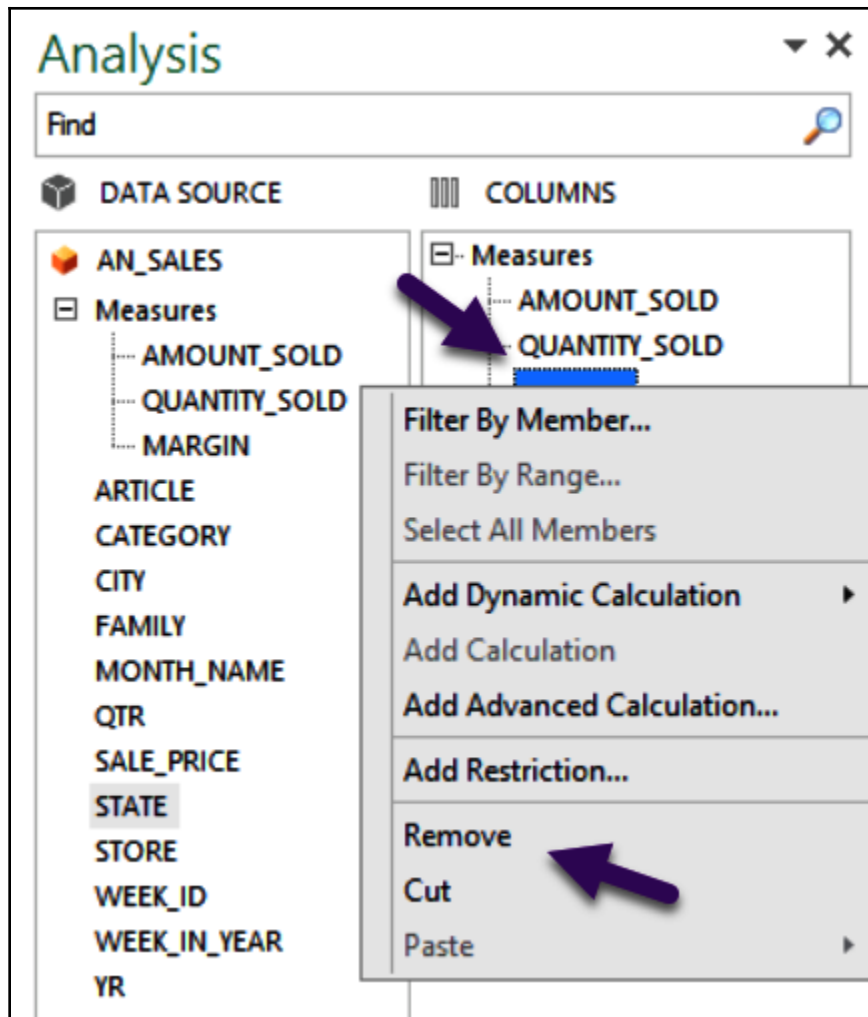 Analysis
Find
DATA SOURCE
AN_SALES
Measures
AMOUNT_SOLD
QUANTITY_SOLD
MARGIN
ARTICLE
CATEGORY
CITY
FAMILY
MONTH_NAME
QTR
SALE_PRICE
STATE
STORE
WEEK_ID
WEEK_IN_YEAR
YR
COLUMNS
Measures
AMOUNT_SOLD
QUANTITY_SOLD
Filter By Member...
Filter By Range...
Select All Members
Add Dynamic Calculation
Add Calculation
Add Advanced Calculation...
Add Restriction...
Remove
Cut
Paste